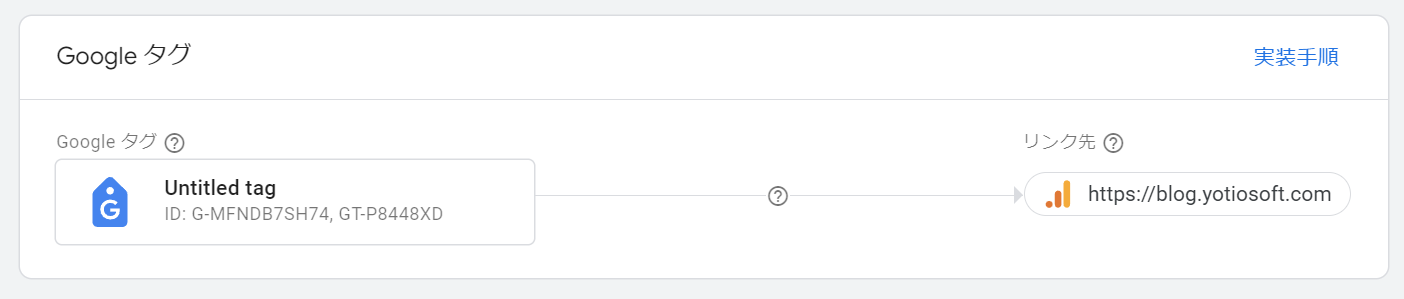 Google タグ
実装手順
Google タグ
リンク先
Untitled tag
ID: G-MFNDB7SH74, GT-P8448XD
https://blog.yotiosoft.com